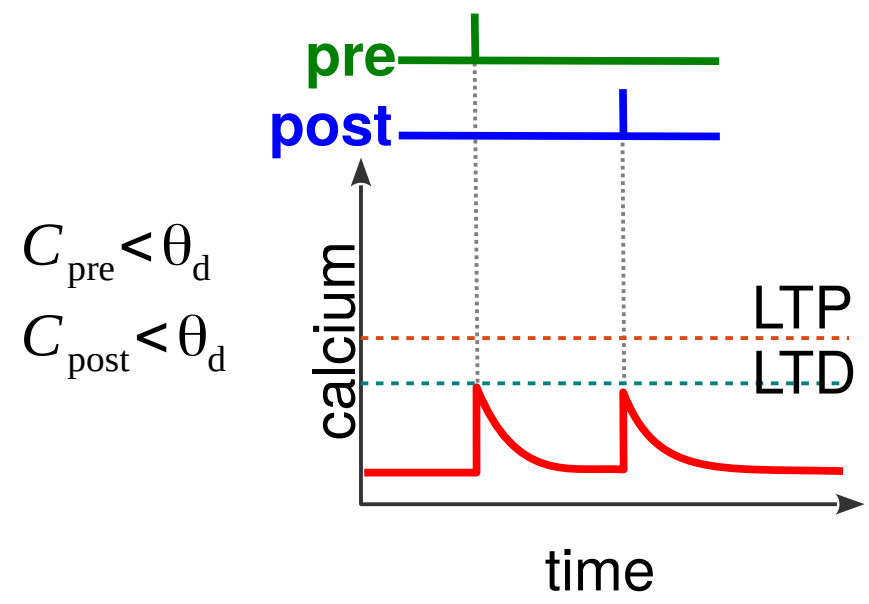 pre
post
C_pre < θ_d
C_post < θ_d
calcium
LTP
LTD
time